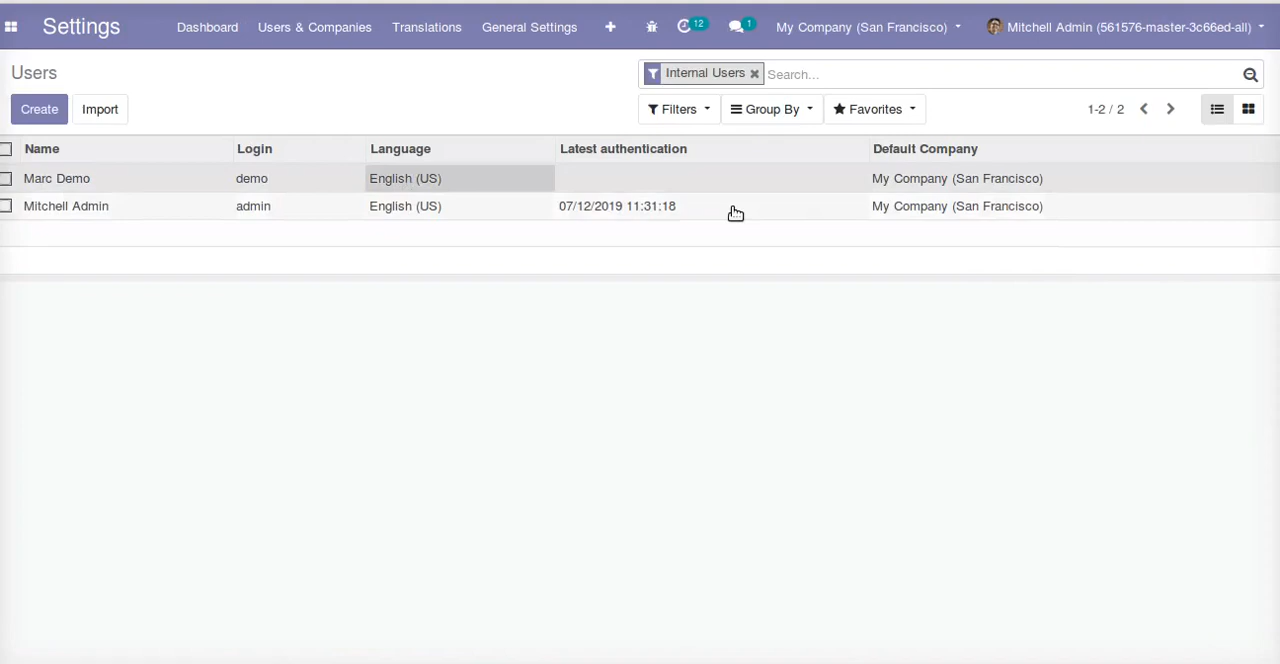 Settings Dashboard Users & Companies Translations General Settings 12 1 My Company (San Francisco) Mitchell Admin (561576-master-3c66ed-all)
Users Internal Users Search...
Create Import Filters Group By Favorites 1-2 / 2
Name Login Language Latest authentication Default Company
Marc Demo demo English (US) My Company (San Francisco)
Mitchell Admin admin English (US) 07/12/2019 11:31:18 My Company (San Francisco)